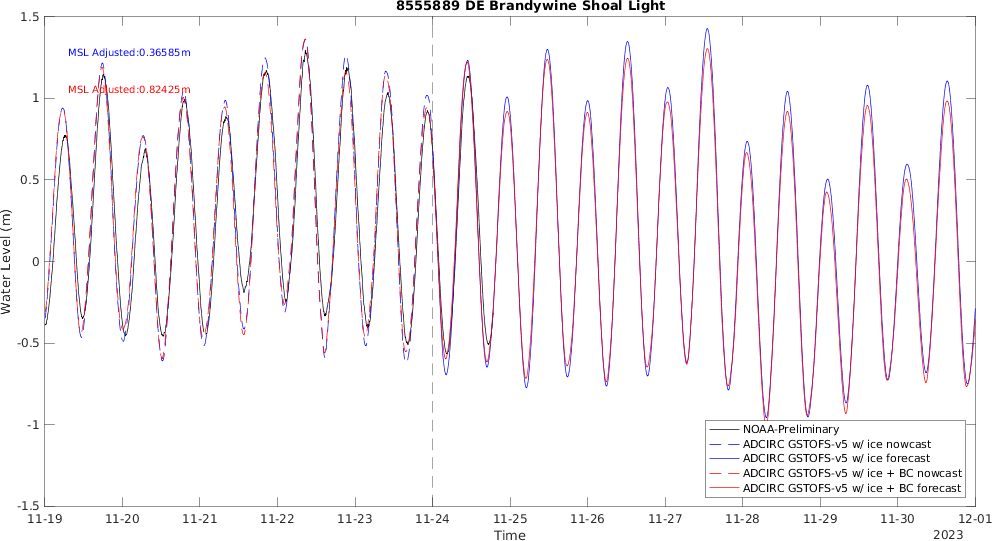 8555889 DE Brandywine Shoal Light
1.5
MSL Adjusted:0.36585m
1
MSL Adjusted:0.82425m
0.5
Water Level (m)
0
-0.5
-1
NOAA-Preliminary
ADCIRC GSTOFS-v5 w/ ice nowcast
ADCIRC GSTOFS-v5 w/ ice forecast
ADCIRC GSTOFS-v5 w/ ice + BC nowcast
ADCIRC GSTOFS-v5 w/ ice + BC forecast
-1.5
11-19 11-20 11-21 11-22 11-23 11-24 11-25 11-26 11-27 11-28 11-29 11-30 12-01
Time 2023